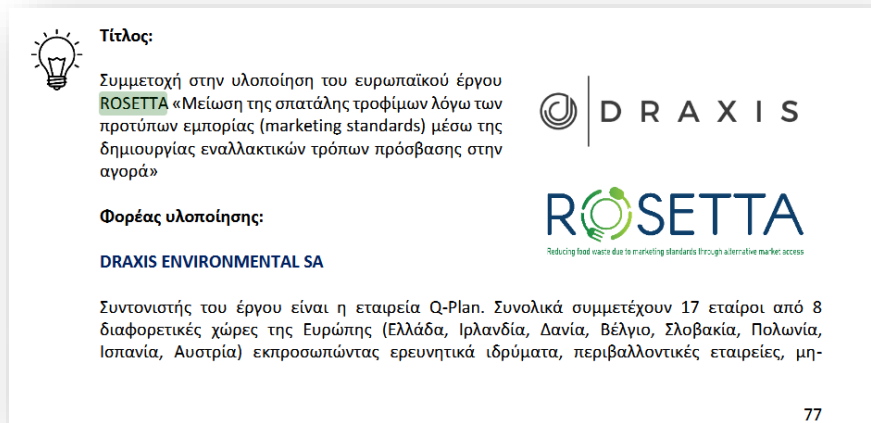 Τίτλος:
Συμμετοχή στην υλοποίηση του ευρωπαϊκού έργου
ROSETTA «Μείωση της σπατάλης τροφίμων λόγω των
προτύπων εμπορίας (marketing standards) μέσω της
δημιουργίας εναλλακτικών τρόπων πρόσβασης στην
αγορά»
DRAXIS
ROSETTA
Reducing food waste due to marketing standards through alternative market access
Φορέας υλοποίησης:
DRAXIS ENVIRONMENTAL SA
Συντονιστής του έργου είναι η εταιρεία Q-Plan. Συνολικά συμμετέχουν 17 εταίροι από 8
διαφορετικές χώρες της Ευρώπης (Ελλάδα, Ιρλανδία, Δανία, Βέλγιο, Σλοβακία, Πολωνία,
Ισπανία, Αυστρία) εκπροσωπώντας ερευνητικά ιδρύματα, περιβαλλοντικές εταιρείες, μη-
77